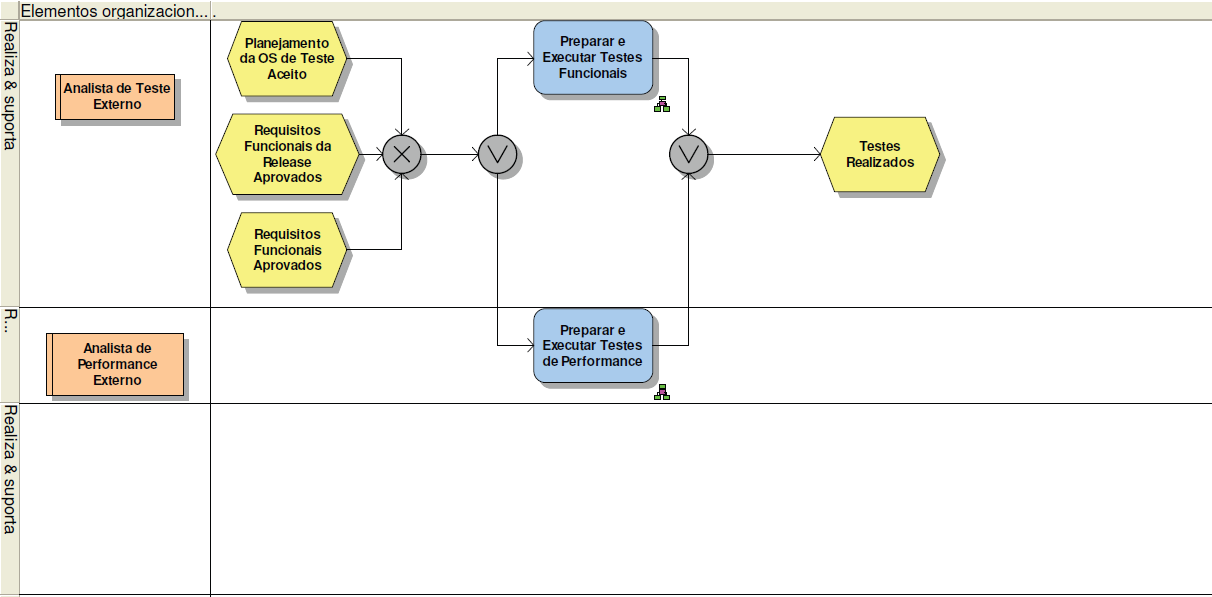 Elementos organizacion... .
Realiza & suporta
Analista de Teste
Externo
Planejamento
da OS de Teste
Aceito
Requisitos
Funcionais da
Release
Aprovados
Requisitos
Funcionais
Aprovados
Preparar e
Executar Testes
Funcionais
Testes
Realizados
R...
Analista de
Performance
Externo
Preparar e
Executar Testes
de Performance
Realiza & suporta